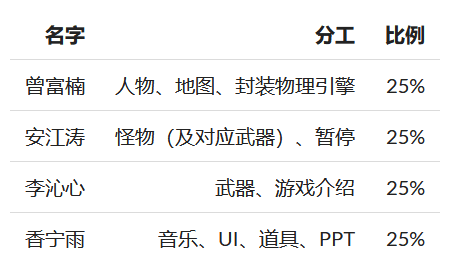 名字 分工 比例
曾富楠 人物、地图、封装物理引擎 25%
安江涛 怪物（及对应武器）、暂停 25%
李沁心 武器、游戏介绍 25%
香宁雨 音乐、UI、道具、PPT 25%